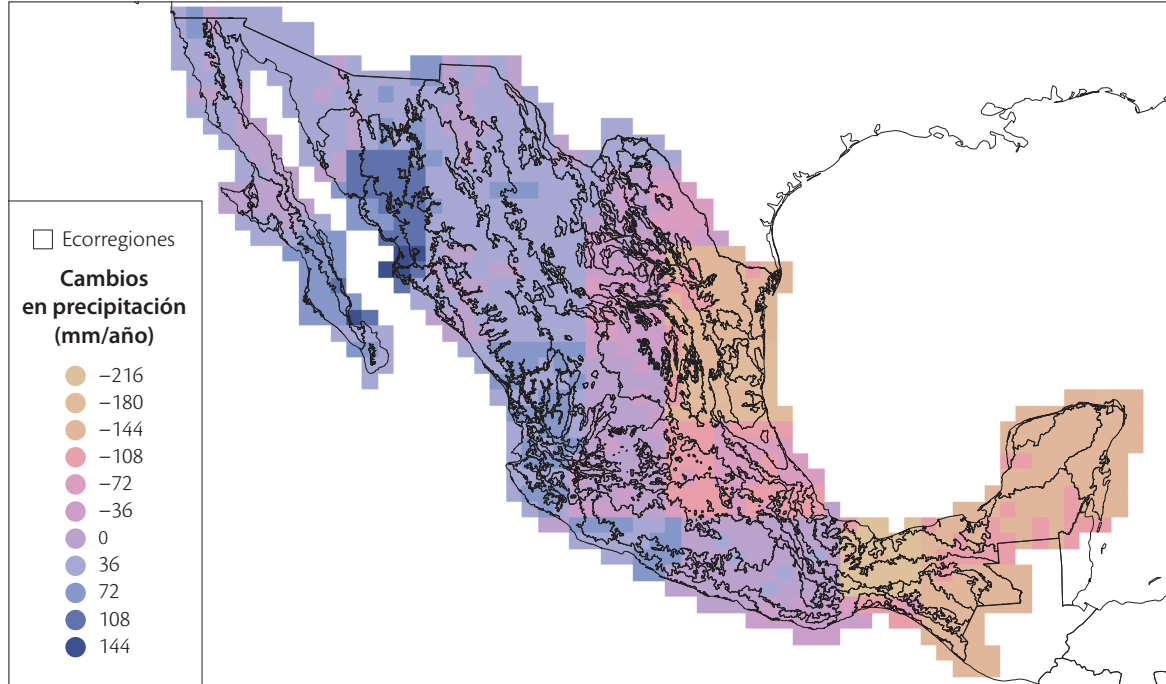 Ecorregiones
Cambios
en precipitación
(mm/año)
−216
−180
−144
−108
−72
−36
0
36
72
108
144